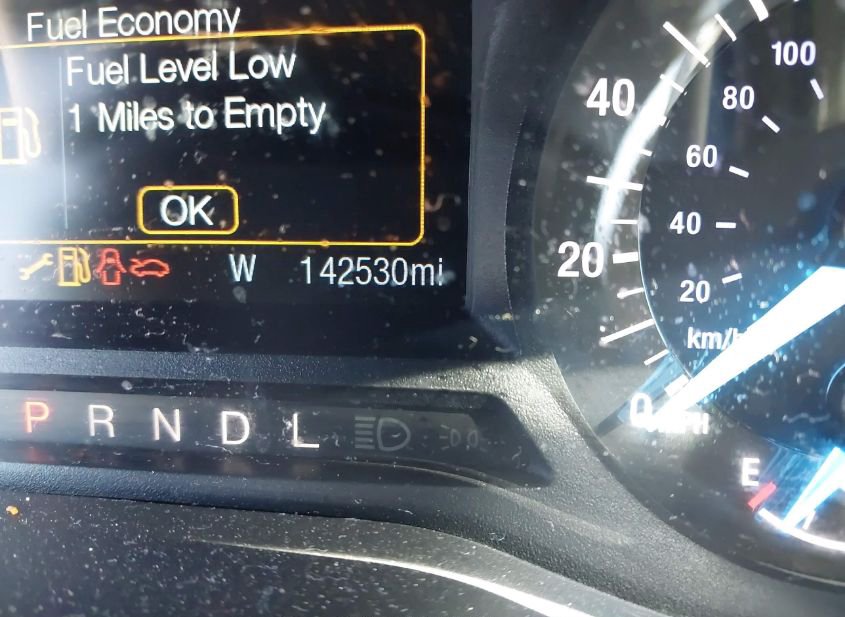 Fuel Economy
Fuel Level Low
1 Miles to Empty
OK
W 142530mi
P R N D L
100
80
60
40
20
km/h
40
20
0
E